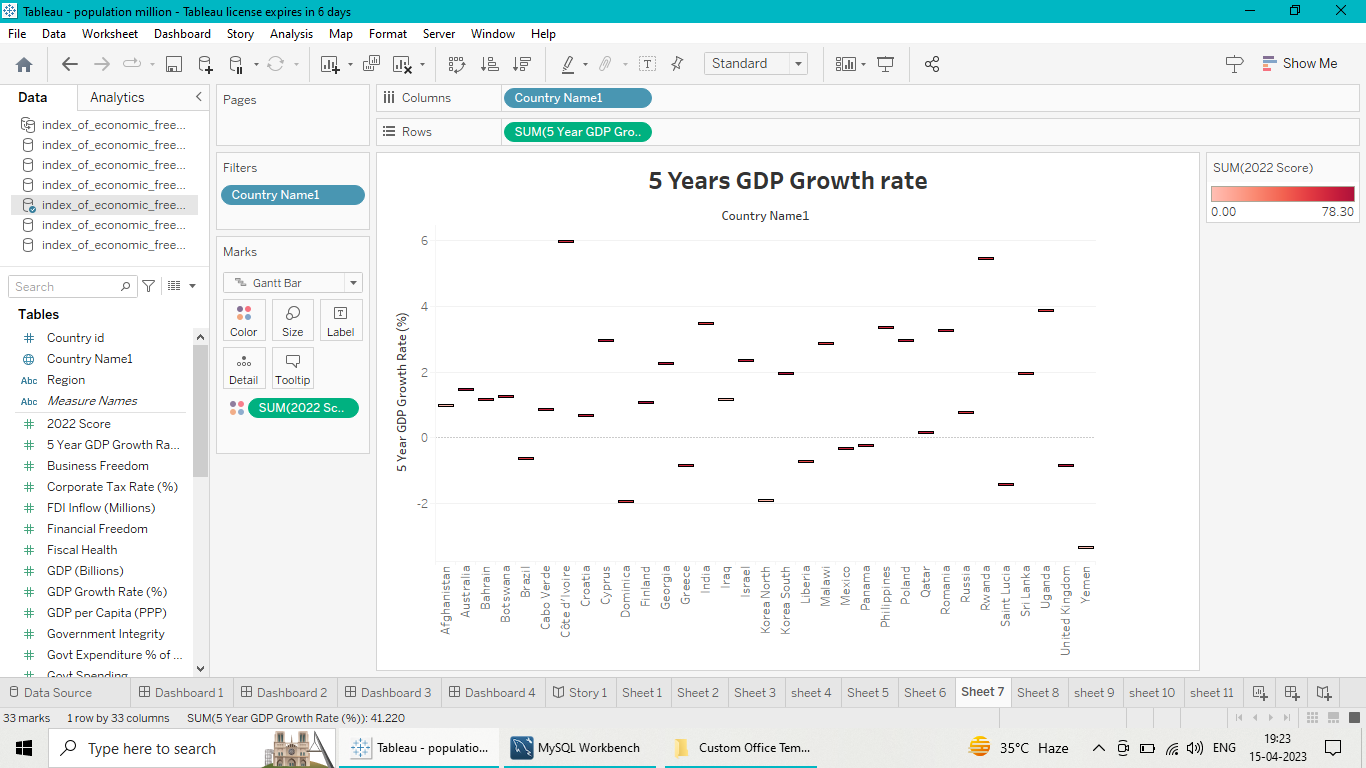 Tableau - population million - Tableau license expires in 6 days
File Data Worksheet Dashboard Story Analysis Map Format Server Window Help
Standard
Show Me
Data Analytics
index_of_economic_free...
index_of_economic_free...
index_of_economic_free...
index_of_economic_free...
index_of_economic_free...
index_of_economic_free...
index_of_economic_free...
Search
Tables
Country id
Country Name1
Abc Region
Abc Measure Names
2022 Score
5 Year GDP Growth Ra...
Business Freedom
Corporate Tax Rate (%)
FDI Inflow (Millions)
Financial Freedom
Fiscal Health
GDP (Billions)
GDP Growth Rate (%)
GDP per Capita (PPP)
Government Integrity
Govt Expenditure % of ...
Govt Spending
Pages
Filters
Country Name1
Marks
Gantt Bar
Color Size Label
Detail Tooltip
SUM(2022 Sc..
Columns Country Name1
Rows SUM(5 Year GDP Gro..
5 Years GDP Growth rate
Country Name1
5 Year GDP Growth Rate (%)
6
4
2
0
-2
Afghanistan
Australia
Bahrain
Botswana
Brazil
Cabo Verde
Côte d'Ivoire
Croatia
Cyprus
Dominica
Finland
Georgia
Greece
India
Iraq
Israel
Korea North
Korea South
Liberia
Malawi
Mexico
Panama
Philippines
Poland
Qatar
Romania
Russia
Rwanda
Saint Lucia
Sri Lanka
Uganda
United Kingdom
Yemen
SUM(2022 Score)
0.00 78.30
Data Source Dashboard 1 Dashboard 2 Dashboard 3 Dashboard 4 Story 1 Sheet 1 Sheet 2 Sheet 3 sheet 4 Sheet 5 Sheet 6 Sheet 7 Sheet 8 sheet 9 sheet 10 sheet 11
33 marks 1 row by 33 columns SUM(5 Year GDP Growth Rate (%)): 41.220
Type here to search
Tableau - populatio...
MySQL Workbench
Custom Office Tem...
35°C Haze
ENG
19:23
15-04-2023